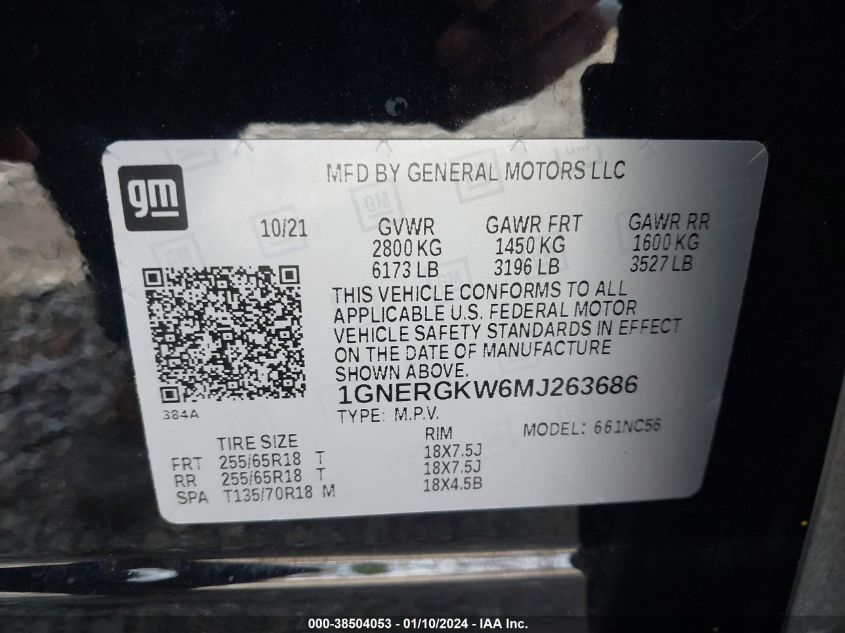 MFD BY GENERAL MOTORS LLC
gm
10/21 GVWR GAWR FRT GAWR RR
2800 KG 1450 KG 1600 KG
6173 LB 3196 LB 3527 LB
THIS VEHICLE CONFORMS TO ALL
APPLICABLE U.S. FEDERAL MOTOR
VEHICLE SAFETY STANDARDS IN EFFECT
ON THE DATE OF MANUFACTURE
SHOWN ABOVE.
1GNERGKW6MJ263686
384A
TYPE: M.P.V.
MODEL: 661NC56
TIRE SIZE RIM
FRT 255/65R18 T 18X7.5J
RR 255/65R18 T 18X7.5J
SPA T135/70R18 M 18X4.5B
000-38504053 - 01/10/2024 - IAA Inc.